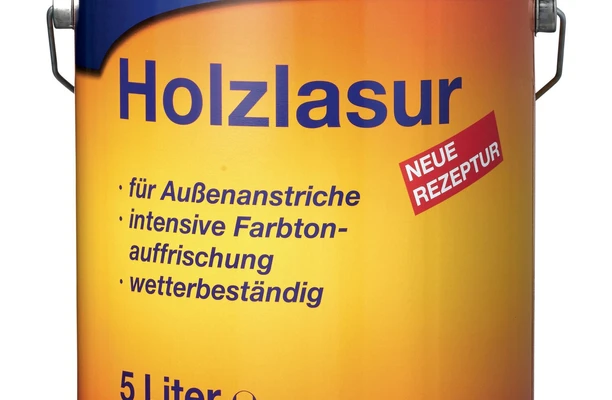 Holzlasur
NEUE
REZEPTUR
· für Außenanstriche
· intensive Farbton-
auffrischung
· wetterbeständig
5 Liter ℮